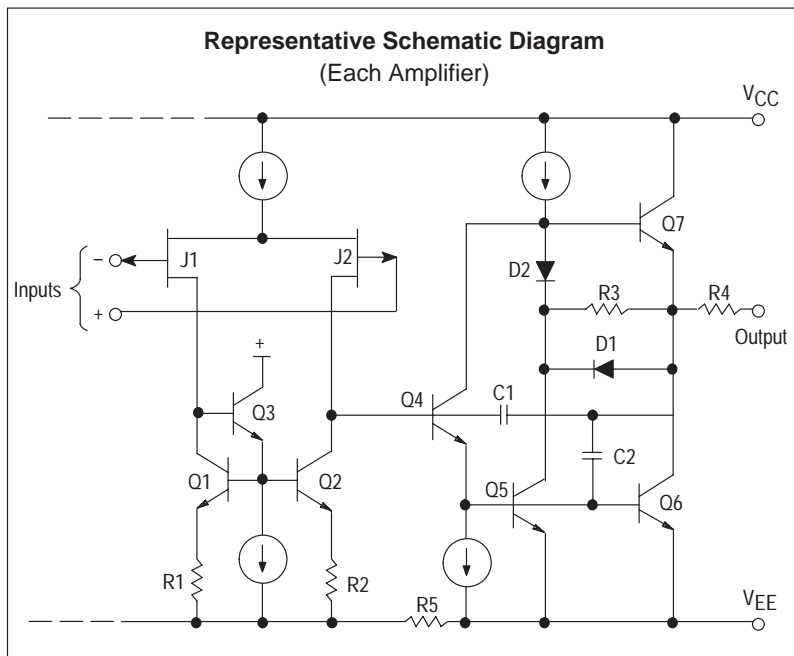 Representative Schematic Diagram
(Each Amplifier)
VCC
Q7
J1
J2
D2
Inputs
−
+
R3
R4
Output
D1
+
Q3
Q4
C1
C2
Q1
Q2
Q5
Q6
R1
R2
R5
VEE